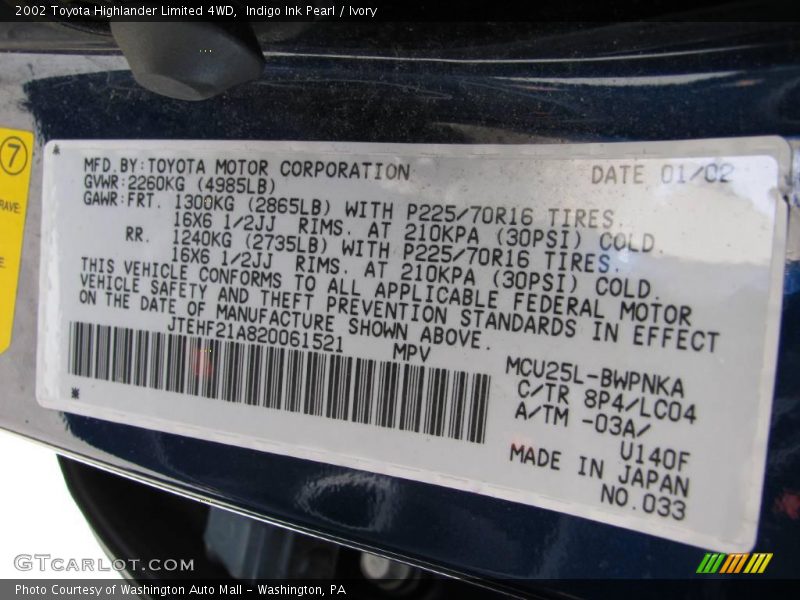 2002 Toyota Highlander Limited 4WD,  Indigo Ink Pearl / Ivory
7
RAVE:
E.
MFD.BY:TOYOTA MOTOR CORPORATION DATE 01/02
GVWR:2260KG (4985LB)
GAWR:FRT. 1300KG (2865LB) WITH P225/70R16 TIRES,
16X6 1/2JJ RIMS. AT 210KPA (30PSI) COLD.
RR. 1240KG (2735LB) WITH P225/70R16 TIRES.
16X6 1/2JJ RIMS. AT 210KPA (30PSI) COLD.
THIS VEHICLE CONFORMS TO ALL APPLICABLE FEDERAL MOTOR
VEHICLE SAFETY AND THEFT PREVENTION STANDARDS IN EFFECT
ON THE DATE OF MANUFACTURE SHOWN ABOVE.
JTEHF21A820061521 MPV
MCU25L-BWPNKA
C/TR 8P4/LC04
A/TM -03A/
U140F
MADE IN JAPAN
NO.033
GTCARLOT.COM
Photo Courtesy of Washington Auto Mall - Washington, PA